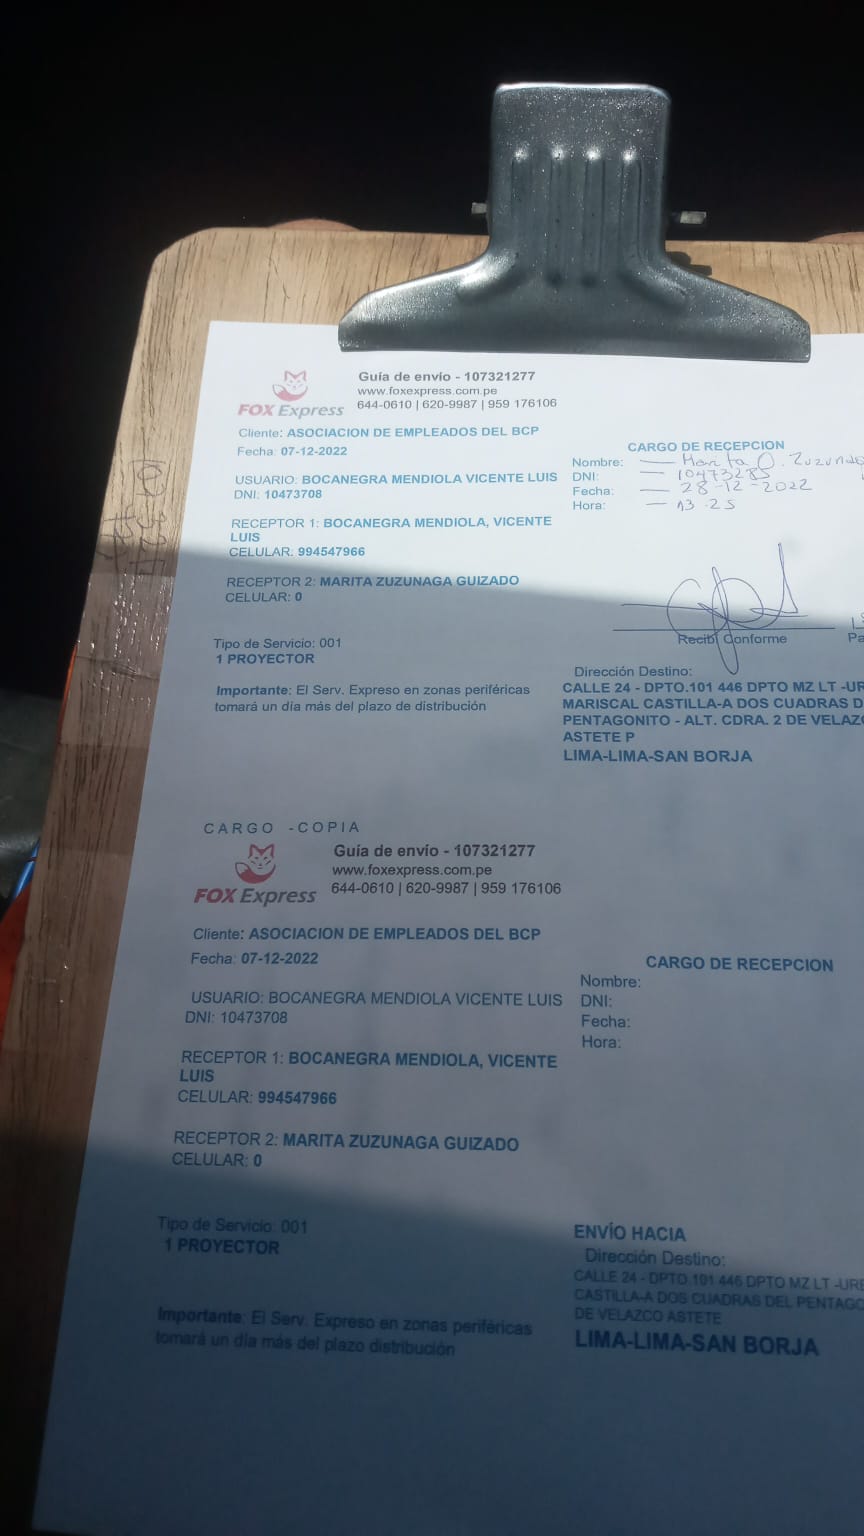 FOX Express
Guía de envío - 107321277
www.foxexpress.com.pe
644-0610 | 620-9987 | 959 176106
Cliente: ASOCIACION DE EMPLEADOS DEL BCP
Fecha: 07-12-2022
USUARIO: BOCANEGRA MENDIOLA VICENTE LUIS
DNI: 10473708
RECEPTOR 1: BOCANEGRA MENDIOLA, VICENTE
LUIS
CELULAR: 994547966
RECEPTOR 2: MARITA ZUZUNAGA GUIZADO
CELULAR: 0
Tipo de Servicio: 001
1 PROYECTOR
Importante: El Serv. Expreso en zonas periféricas
tomará un día más del plazo de distribución
CARGO DE RECEPCION
Nombre: Marita O.
DNI: 10473285
Fecha: 28-12-2022
Hora: 13 25
Recibí Conforme
Pa
Dirección Destino:
CALLE 24 - DPTO.101 446 DPTO MZ LT -UR
MARISCAL CASTILLA-A DOS CUADRAS D
PENTAGONITO - ALT. CDRA. 2 DE VELAZ
ASTETE P
LIMA-LIMA-SAN BORJA
CARGO -COPIA
FOX Express
Guía de envío - 107321277
www.foxexpress.com.pe
644-0610 | 620-9987 | 959 176106
Cliente: ASOCIACION DE EMPLEADOS DEL BCP
Fecha: 07-12-2022
USUARIO: BOCANEGRA MENDIOLA VICENTE LUIS
DNI: 10473708
RECEPTOR 1: BOCANEGRA MENDIOLA, VICENTE
LUIS
CELULAR: 994547966
RECEPTOR 2: MARITA ZUZUNAGA GUIZADO
CELULAR: 0
Tipo de Servicio: 001
1 PROYECTOR
Importante: El Serv. Expreso en zonas periféricas
tomará un día más del plazo distribución
CARGO DE RECEPCION
Nombre:
DNI:
Fecha:
Hora:
ENVÍO HACIA
Dirección Destino:
CALLE 24 - DPTO.101 446 DPTO MZ LT -URB
CASTILLA-A DOS CUADRAS DEL PENTAGO
DE VELAZCO ASTETE
LIMA-LIMA-SAN BORJA